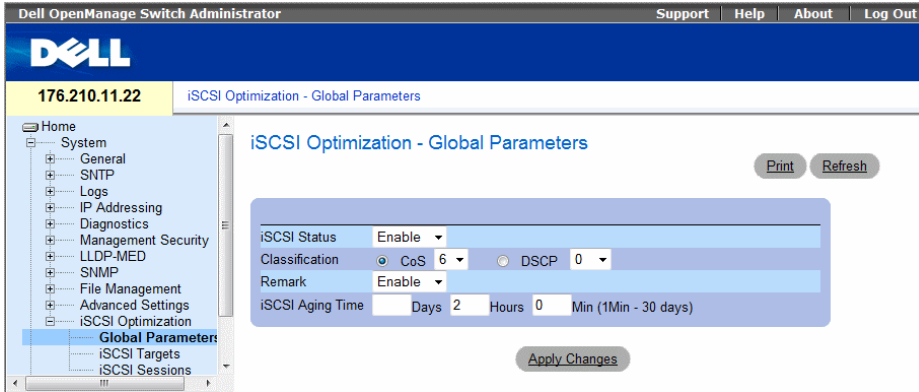 Dell OpenManage Switch Administrator
Support Help About Log Out
DELL
176.210.11.22
iSCSI Optimization - Global Parameters
Home
System
General
SNTP
Logs
IP Addressing
Diagnostics
Management Security
LLDP-MED
SNMP
File Management
Advanced Settings
iSCSI Optimization
Global Parameters
iSCSI Targets
iSCSI Sessions
iSCSI Optimization - Global Parameters
Print Refresh
iSCSI Status Enable
Classification CoS 6 DSCP 0
Remark Enable
iSCSI Aging Time Days 2 Hours 0 Min (1Min - 30 days)
Apply Changes